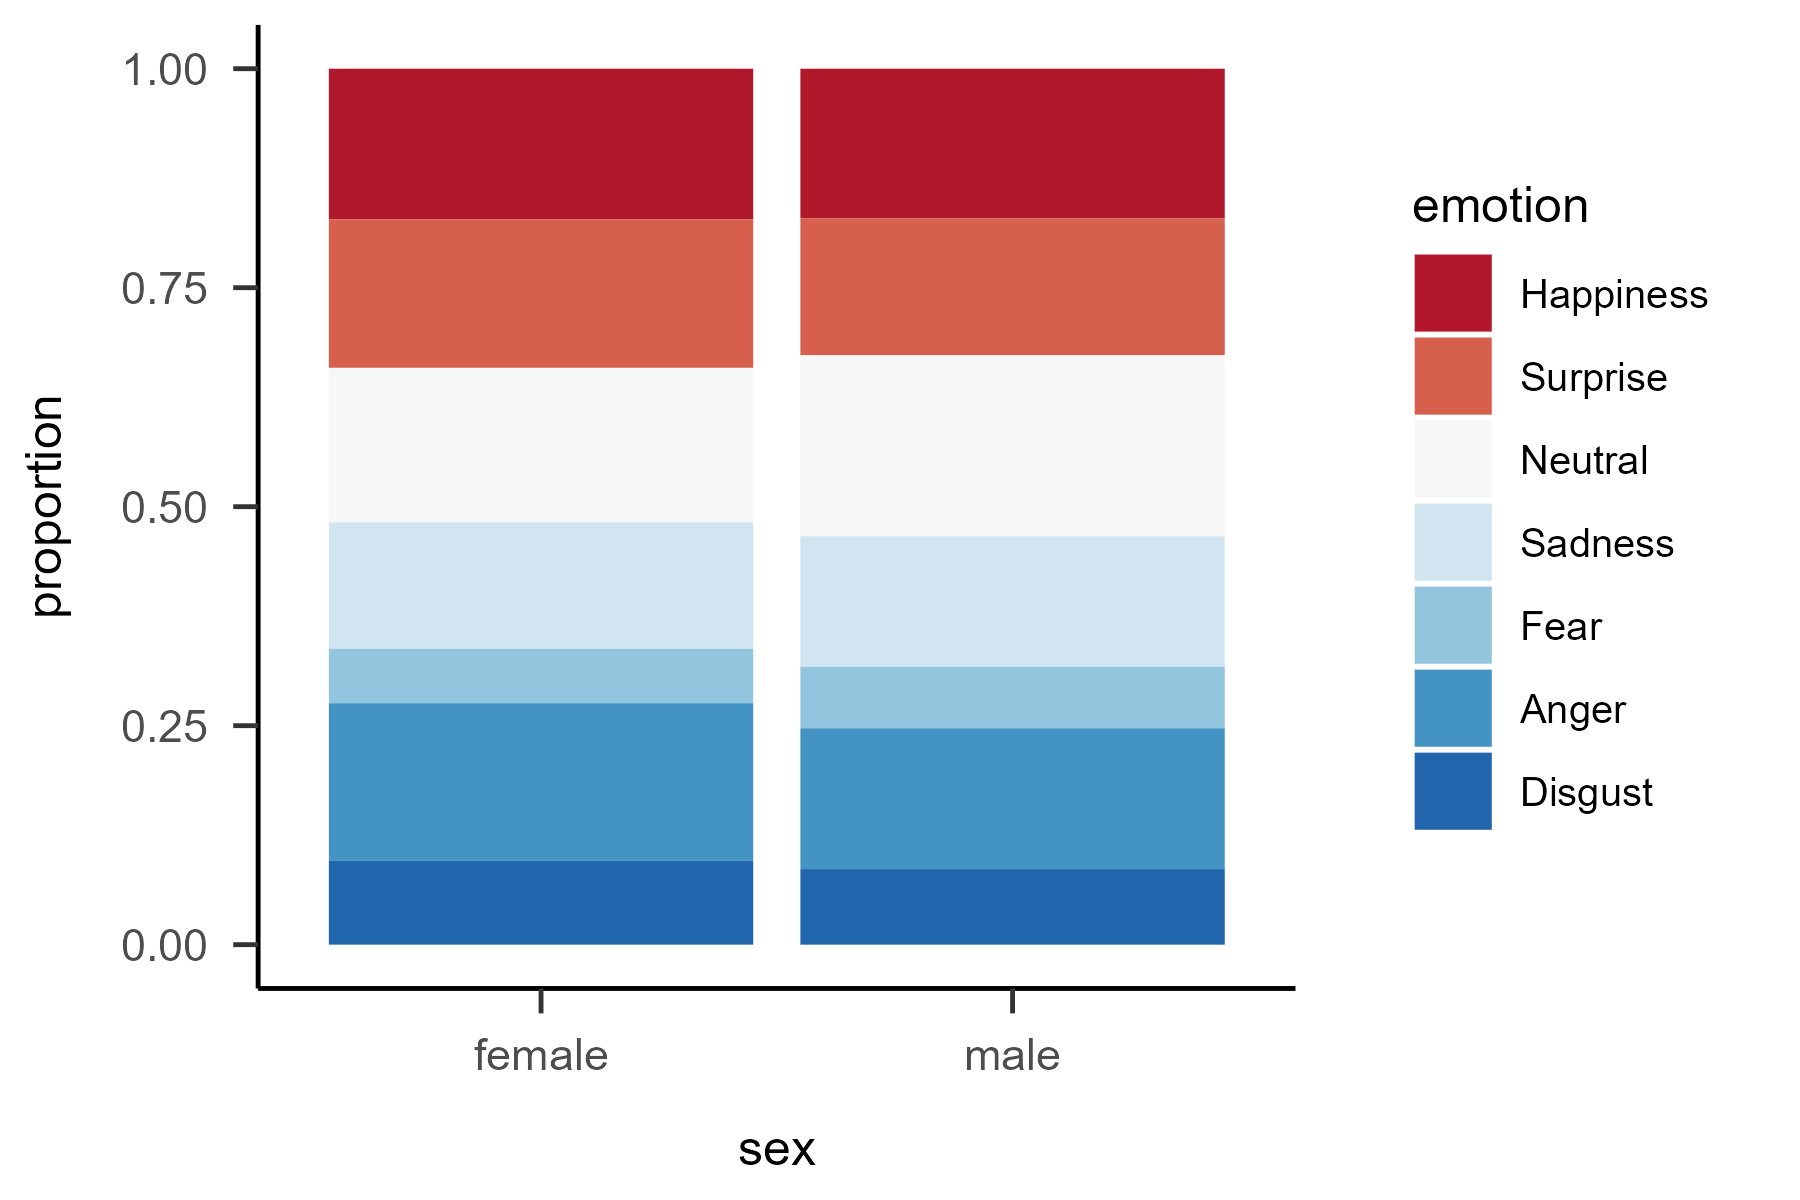 1.00
0.75
0.50
0.25
0.00
proportion
female
male
sex
emotion
Happiness
Surprise
Neutral
Sadness
Fear
Anger
Disgust